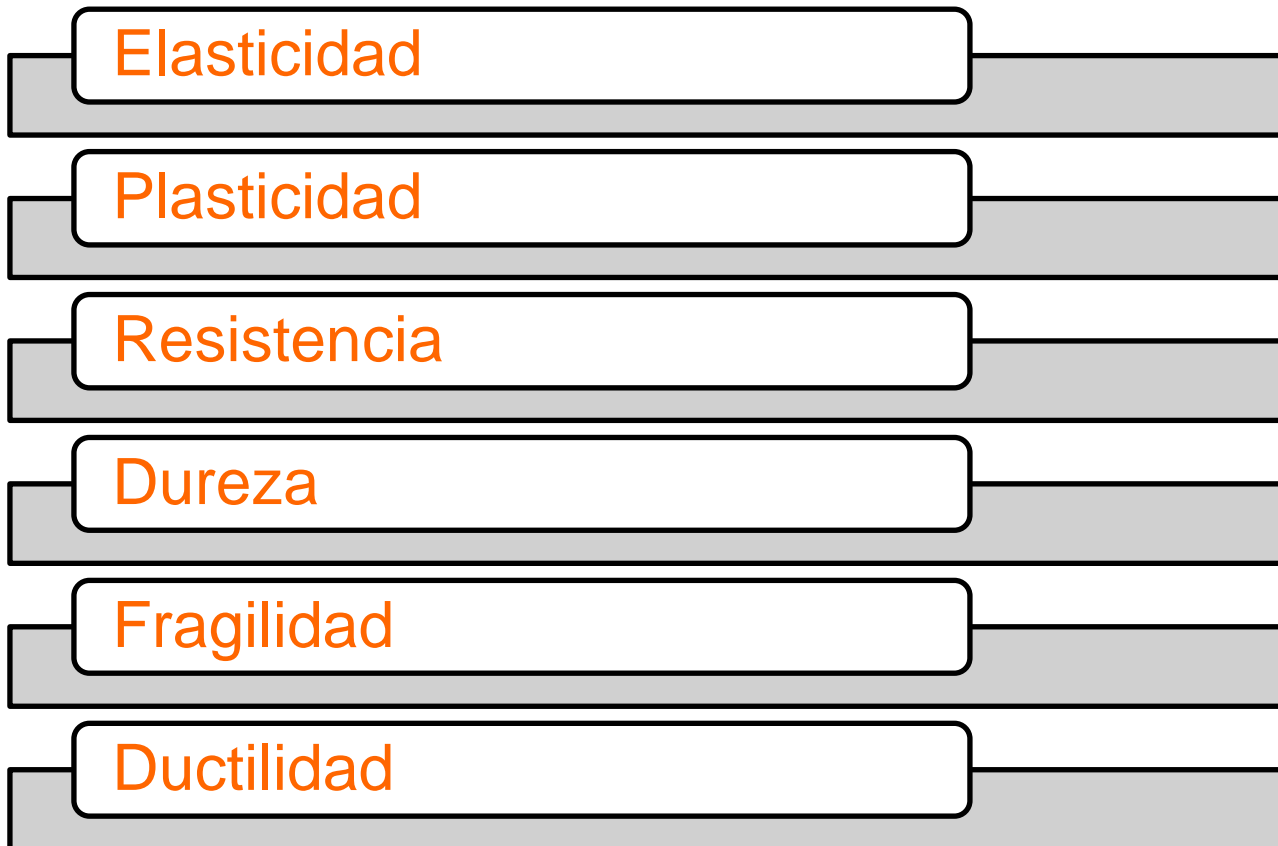 Elasticidad
Plasticidad
Resistencia
Dureza
Fragilidad
Ductilidad